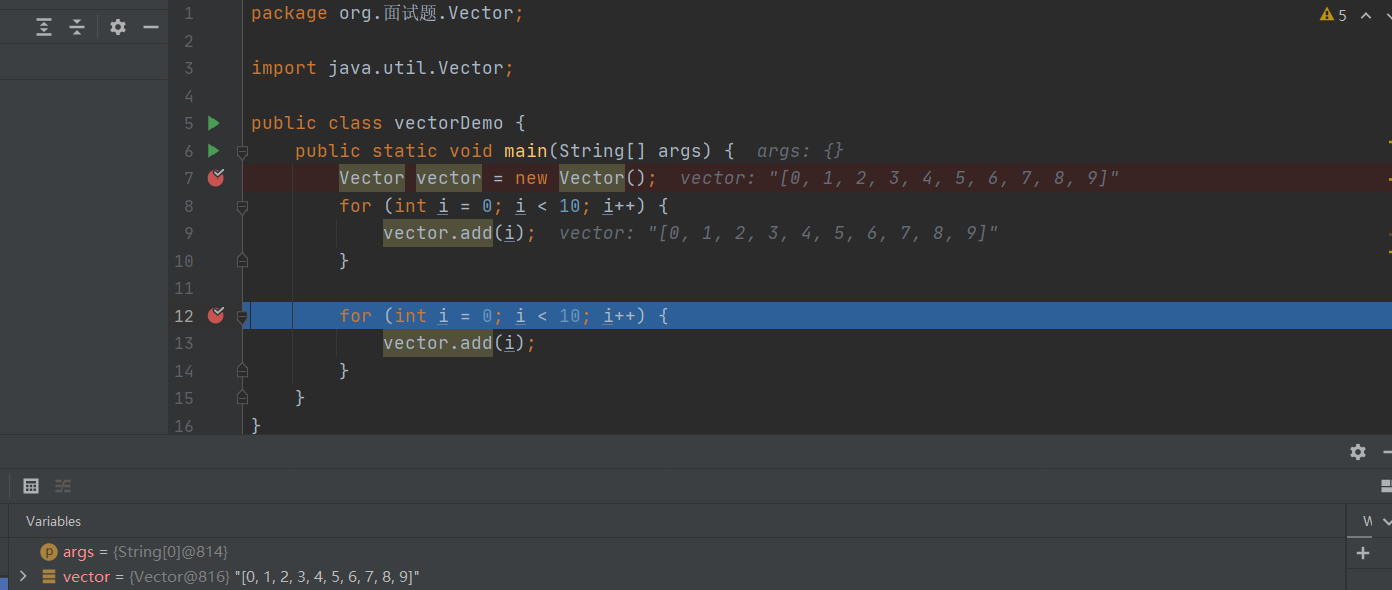 1 package org.面试题.Vector;
2
3 import java.util.Vector;
4
5 public class vectorDemo {
6 public static void main(String[] args) { args: {}
7 Vector vector = new Vector(); vector: "[0, 1, 2, 3, 4, 5, 6, 7, 8, 9]"
8 for (int i = 0; i < 10; i++) {
9 vector.add(i); vector: "[0, 1, 2, 3, 4, 5, 6, 7, 8, 9]"
10 }
11
12 for (int i = 0; i < 10; i++) {
13 vector.add(i);
14 }
15 }
16 }
5
Variables
W
p args = {String[0]@814}
vector = {Vector@816} "[0, 1, 2, 3, 4, 5, 6, 7, 8, 9]"